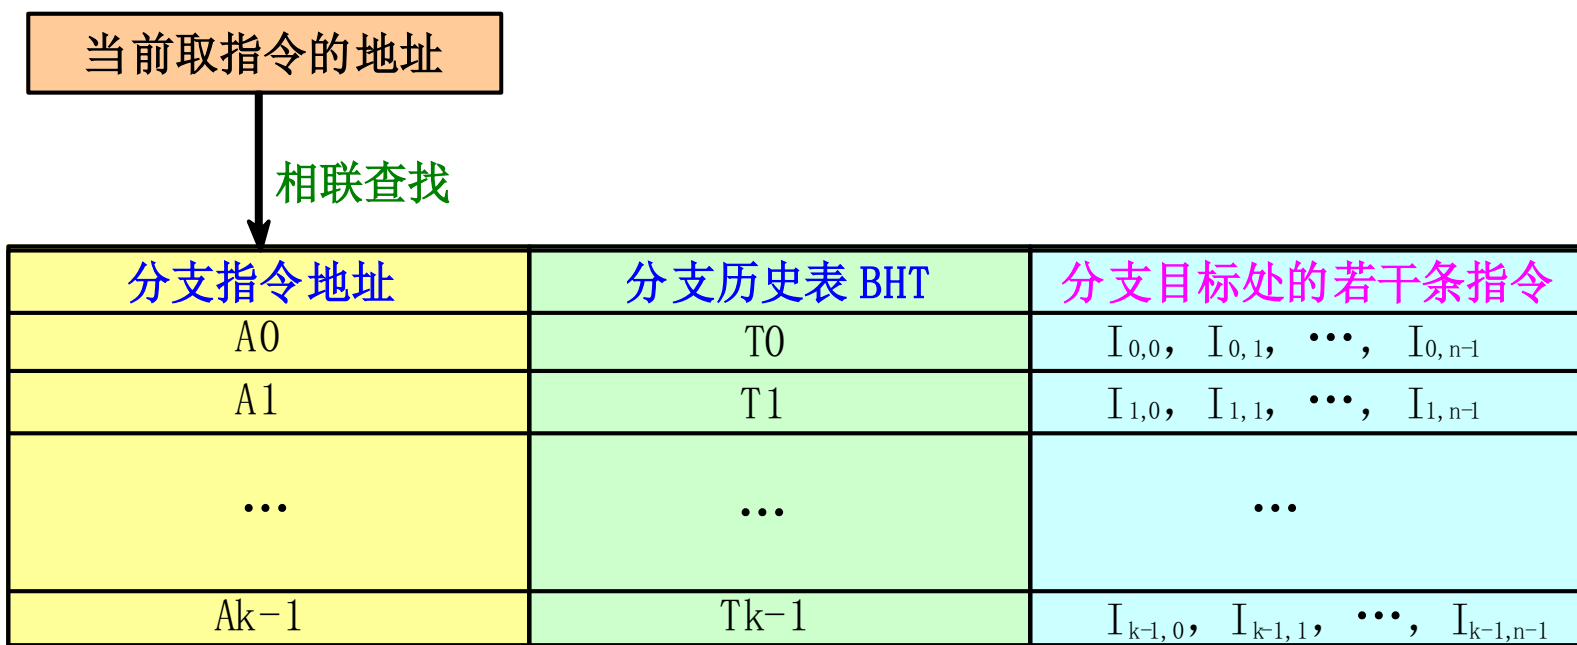 当前取指令的地址
相联查找
分支指令地址 分支历史表 BHT 分支目标处的若干条指令
A0 T0 I0,0, I0,1, …, I0,n-1
A1 T1 I1,0, I1,1, …, I1,n-1
… … …
Ak-1 Tk-1 Ik-1,0, Ik-1,1, …, Ik-1,n-1